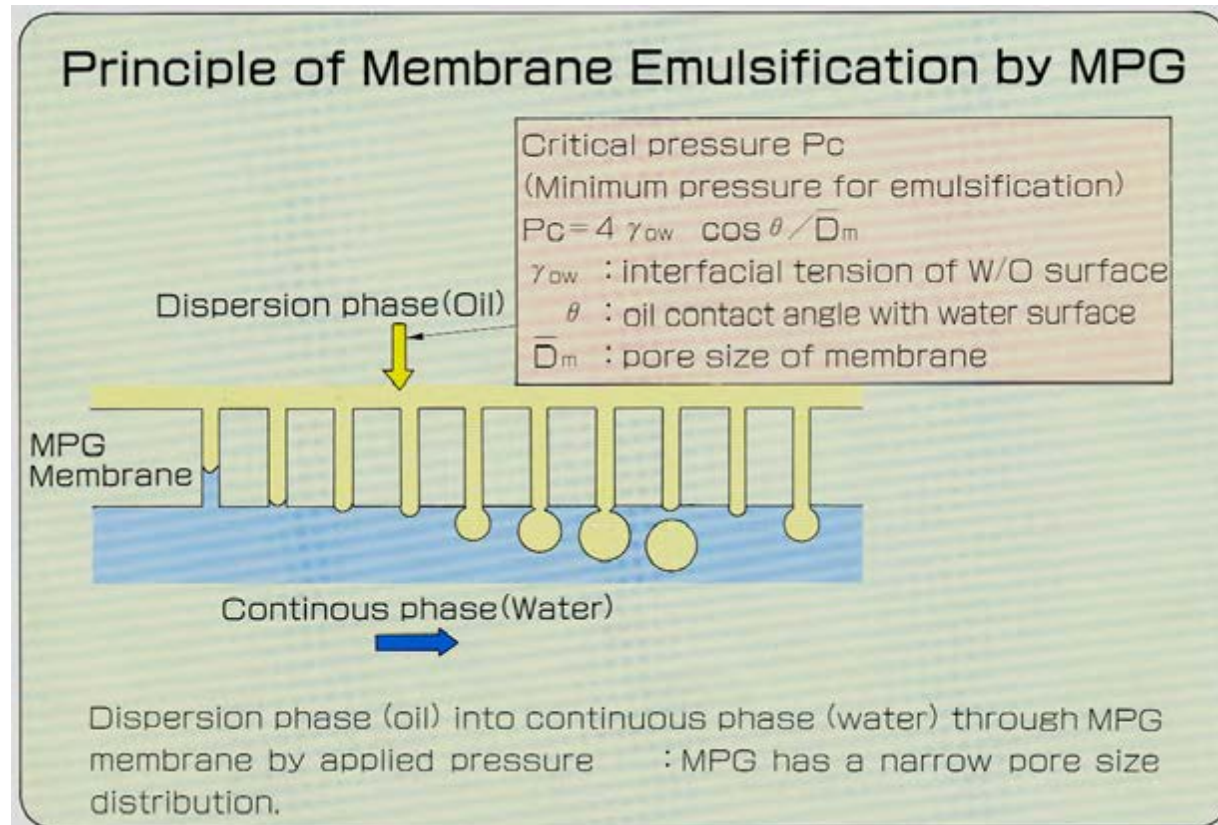 Principle of Membrane Emulsification by MPG
Critical pressure Pc
(Minimum pressure for emulsification)
Pc=4 γow cos θ/D̅m
γow : interfacial tension of W/O surface
θ : oil contact angle with water surface
D̅m : pore size of membrane
Dispersion phase(Oil)
MPG
Membrane
Continous phase(Water)
Dispersion phase (oil) into continuous phase (water) through MPG
membrane by applied pressure : MPG has a narrow pore size
distribution.